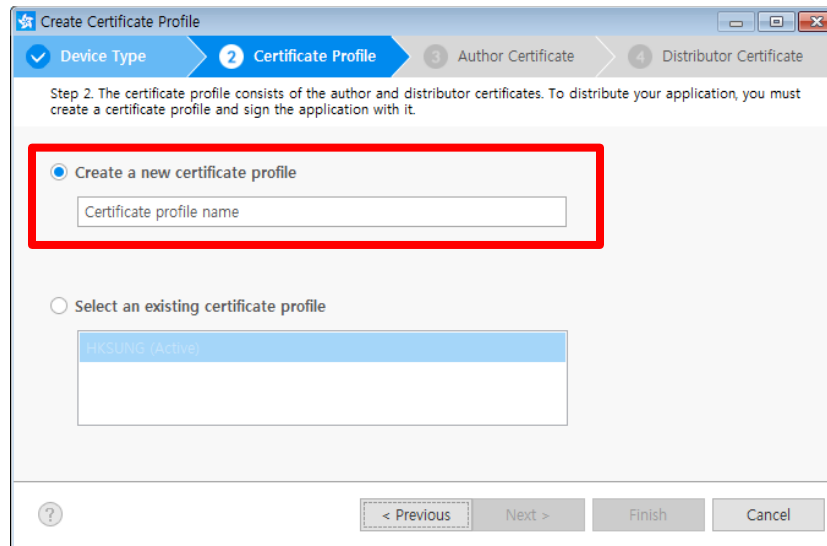 Create Certificate Profile
Device Type
2 Certificate Profile
3 Author Certificate
4 Distributor Certificate
Step 2. The certificate profile consists of the author and distributor certificates. To distribute your application, you must
create a certificate profile and sign the application with it.
Create a new certificate profile
Certificate profile name
Select an existing certificate profile
HKSUNG (Active)
?
< Previous
Next >
Finish
Cancel